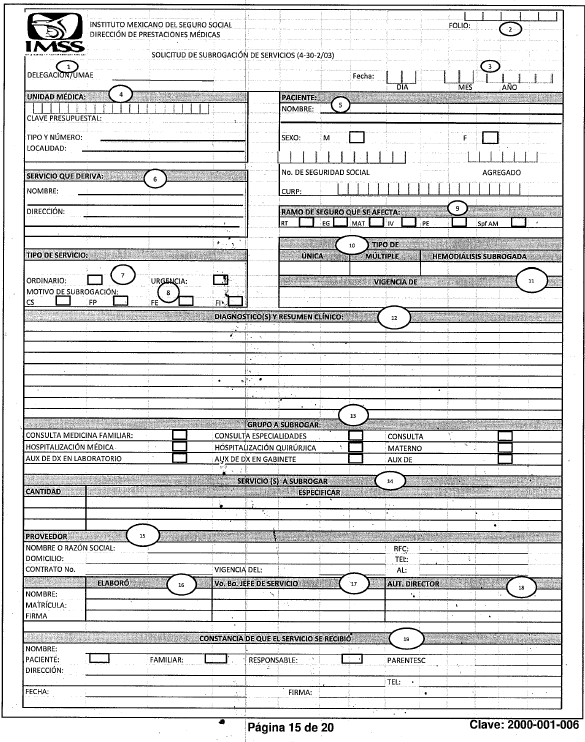 INSTITUTO MEXICANO DEL SEGURO SOCIAL
DIRECCIÓN DE PRESTACIONES MÉDICAS
IMSS
FOLIO:
2
SOLICITUD DE SUBROGACIÓN DE SERVICIOS (4-30-2/03)
1
3
DELEGACIÓN/UMAE
Fecha:
DIA MES AÑO
UNIDAD MÉDICA: 4
CLAVE PRESUPUESTAL:
TIPO Y NÚMERO:
LOCALIDAD:
PACIENTE:
NOMBRE: 5
SEXO: M F
No. DE SEGURIDAD SOCIAL AGREGADO
CURP:
SERVICIO QUE DERIVA: 6
NOMBRE:
DIRECCIÓN:
9
RAMO DE SEGURO QUE SE AFECTA:
RT EG MAT IV PE Spf AM
10 TIPO DE
ÚNICA MÚLTIPLE HEMODIÁLISIS SUBROGADA
VIGENCIA DE 11
TIPO DE SERVICIO:
ORDINARIO: 7 URGENCIA:
MOTIVO DE SUBROGACIÓN: 8
CS FP FE FI
DIAGNOSTICO(S) Y RESUMEN CLÍNICO: 12
13
GRUPO A SUBROGAR:
CONSULTA MEDICINA FAMILIAR: CONSULTA ESPECIALIDADES CONSULTA
HOSPITALIZACIÓN MÉDICA HOSPITALIZACIÓN QUIRÚRJICA MATERNO
AUX DE DX EN LABORATORIO AUX DE DX EN GABINETE AUX DE
SERVICIO (S) A SUBROGAR 14
CANTIDAD ESPECIFICAR
PROVEEDOR 15
NOMBRE O RAZÓN SOCIAL: RFC:
DOMICILIO: TEL:
CONTRATO No. VIGENCIA DEL: AL:
ELABORÓ 16 Vo. Bo. JEFE DE SERVICIO 17 AUT. DIRECTOR 18
NOMBRE:
MATRÍCULA:
FIRMA
CONSTANCIA DE QUE EL SERVICIO SE RECIBIÓ 19
NOMBRE:
PACIENTE: FAMILIAR: RESPONSABLE: PARENTESC
DIRECCIÓN:
TEL:
FECHA: FIRMA:
Página 15 de 20
Clave: 2000-001-006